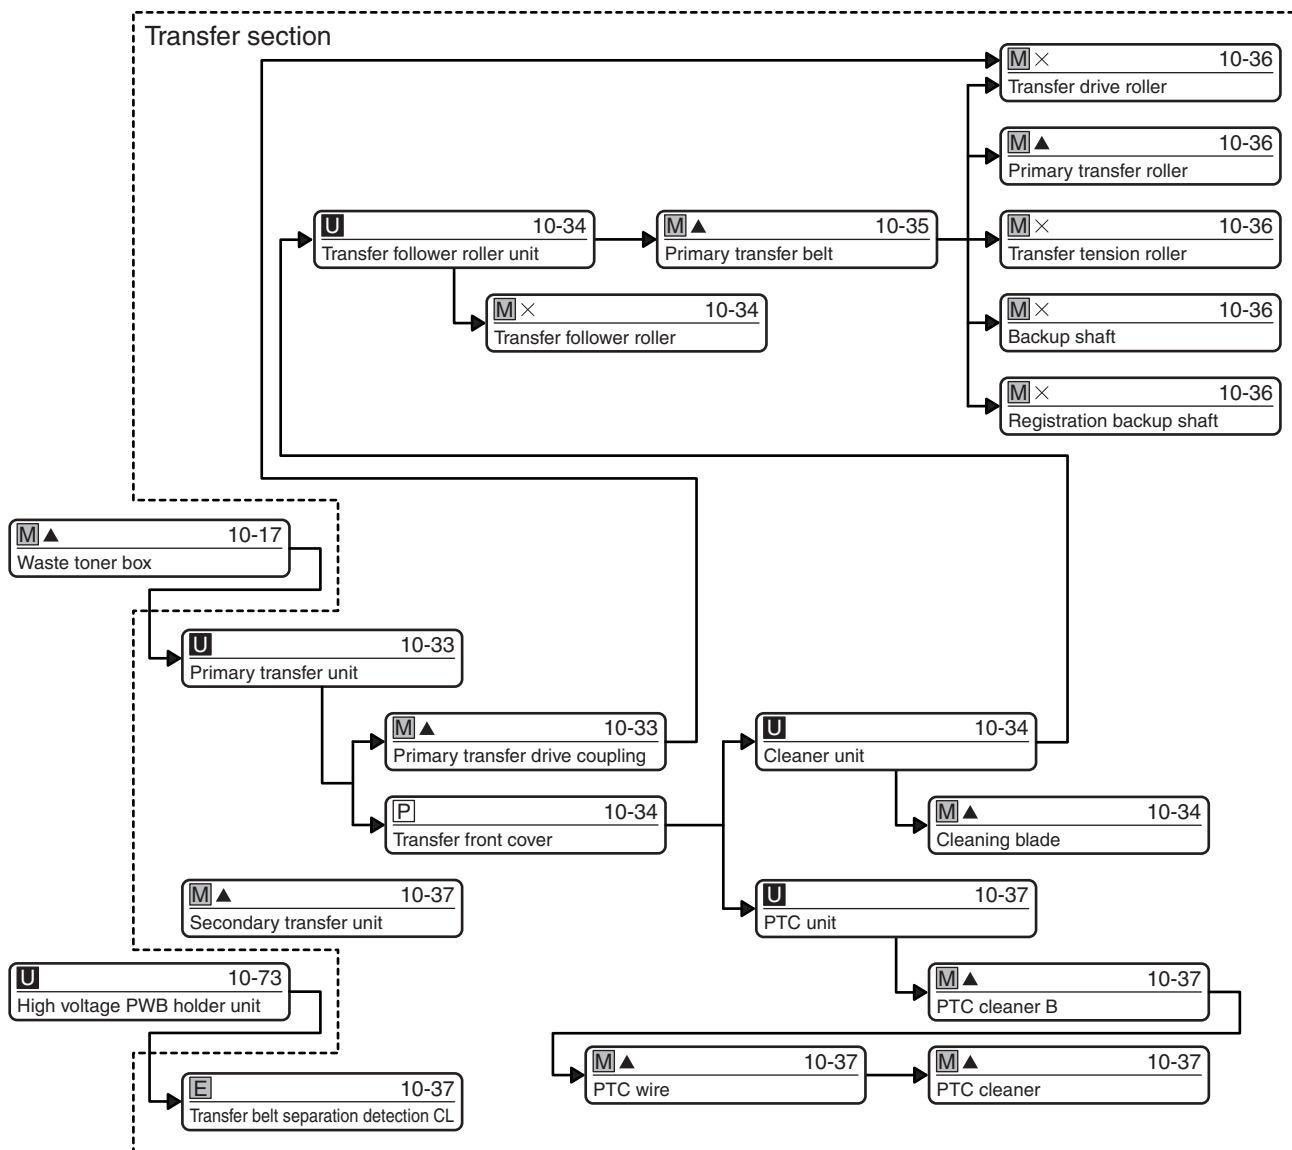 Transfer section
M × 10-36
Transfer drive roller
M ▲ 10-36
Primary transfer roller
U 10-34
Transfer follower roller unit
M ▲ 10-35
Primary transfer belt
M × 10-36
Transfer tension roller
M × 10-34
Transfer follower roller
M × 10-36
Backup shaft
M × 10-36
Registration backup shaft
M ▲ 10-17
Waste toner box
U 10-33
Primary transfer unit
M ▲ 10-33
Primary transfer drive coupling
U 10-34
Cleaner unit
P 10-34
Transfer front cover
M ▲ 10-34
Cleaning blade
M ▲ 10-37
Secondary transfer unit
U 10-37
PTC unit
U 10-73
High voltage PWB holder unit
M ▲ 10-37
PTC cleaner B
M ▲ 10-37
PTC wire
M ▲ 10-37
PTC cleaner
E 10-37
Transfer belt separation detection CL